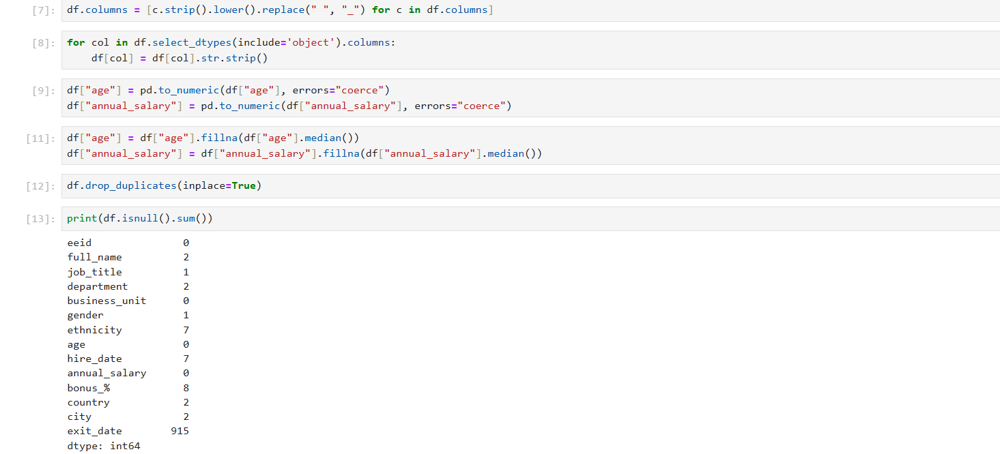 [7]: df.columns = [c.strip().lower().replace(" ", "_") for c in df.columns]
[8]: for col in df.select_dtypes(include='object').columns:
    df[col] = df[col].str.strip()
[9]: df["age"] = pd.to_numeric(df["age"], errors="coerce")
df["annual_salary"] = pd.to_numeric(df["annual_salary"], errors="coerce")
[11]: df["age"] = df["age"].fillna(df["age"].median())
df["annual_salary"] = df["annual_salary"].fillna(df["annual_salary"].median())
[12]: df.drop_duplicates(inplace=True)
[13]: print(df.isnull().sum())
eeid 0
full_name 2
job_title 1
department 2
business_unit 0
gender 1
ethnicity 7
age 0
hire_date 7
annual_salary 0
bonus_% 8
country 2
city 2
exit_date 915
dtype: int64